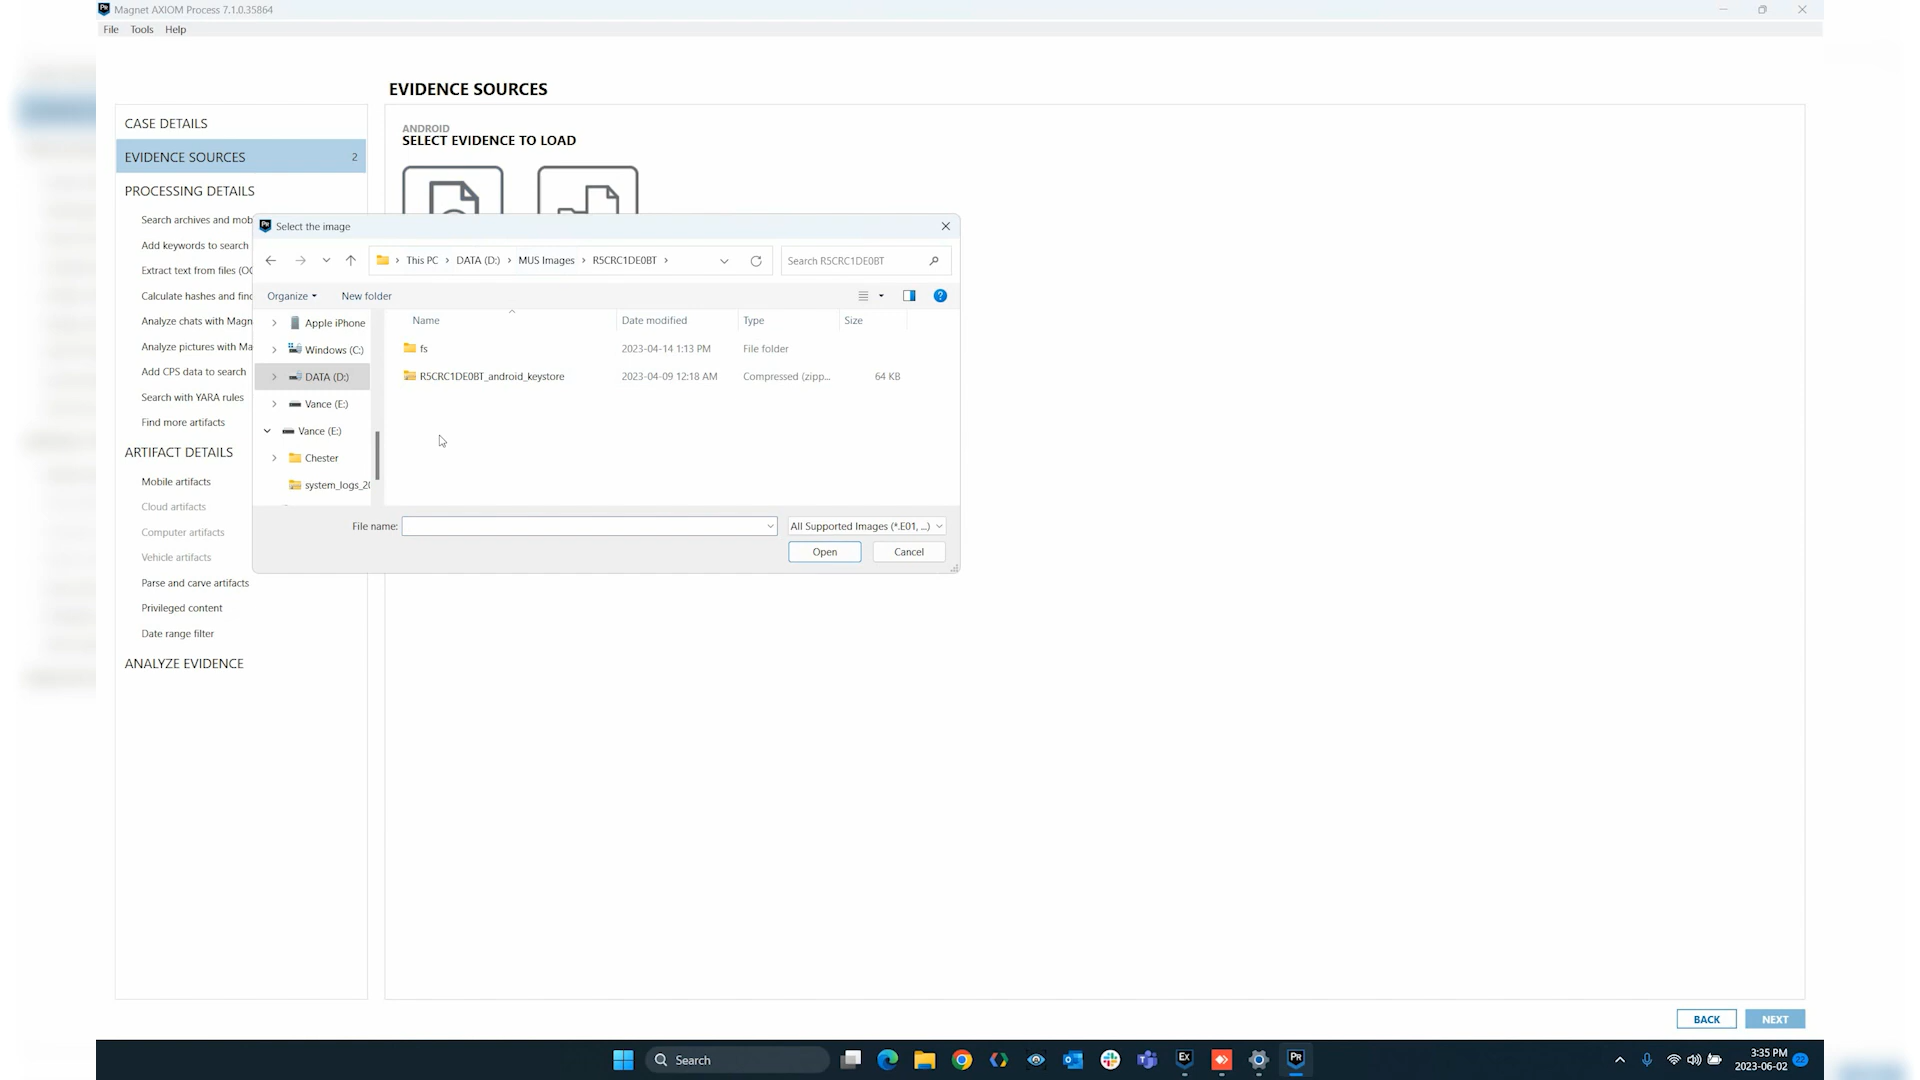 Magnet AXIOM Process 7.1.0.35864
File Tools Help
EVIDENCE SOURCES
CASE DETAILS
EVIDENCE SOURCES 2
PROCESSING DETAILS
Search archives and mob
Add keywords to search
Extract text from files (OC
Calculate hashes and find
Analyze chats with Magn
Analyze pictures with Ma
Add CPS data to search
Search with YARA rules
Find more artifacts
ARTIFACT DETAILS
Mobile artifacts
Cloud artifacts
Computer artifacts
Vehicle artifacts
Parse and carve artifacts
Privileged content
Date range filter
ANALYZE EVIDENCE
ANDROID
SELECT EVIDENCE TO LOAD
Select the image
This PC > DATA (D:) > MUS Images > R5CRC1DE0BT >
Search R5CRC1DE0BT
Organize New folder
Apple iPhone
Windows (C:)
DATA (D:)
Vance (E:)
Vance (E:)
Chester
system_logs_20
Name Date modified Type Size
fs 2023-04-14 1:13 PM File folder
R5CRC1DE0BT_android_keystore 2023-04-09 12:18 AM Compressed (zipp... 64 KB
File name:
All Supported Images (*.E01, ...)
Open Cancel
BACK NEXT
Search
EX
PR
3:35 PM
2023-06-02
22